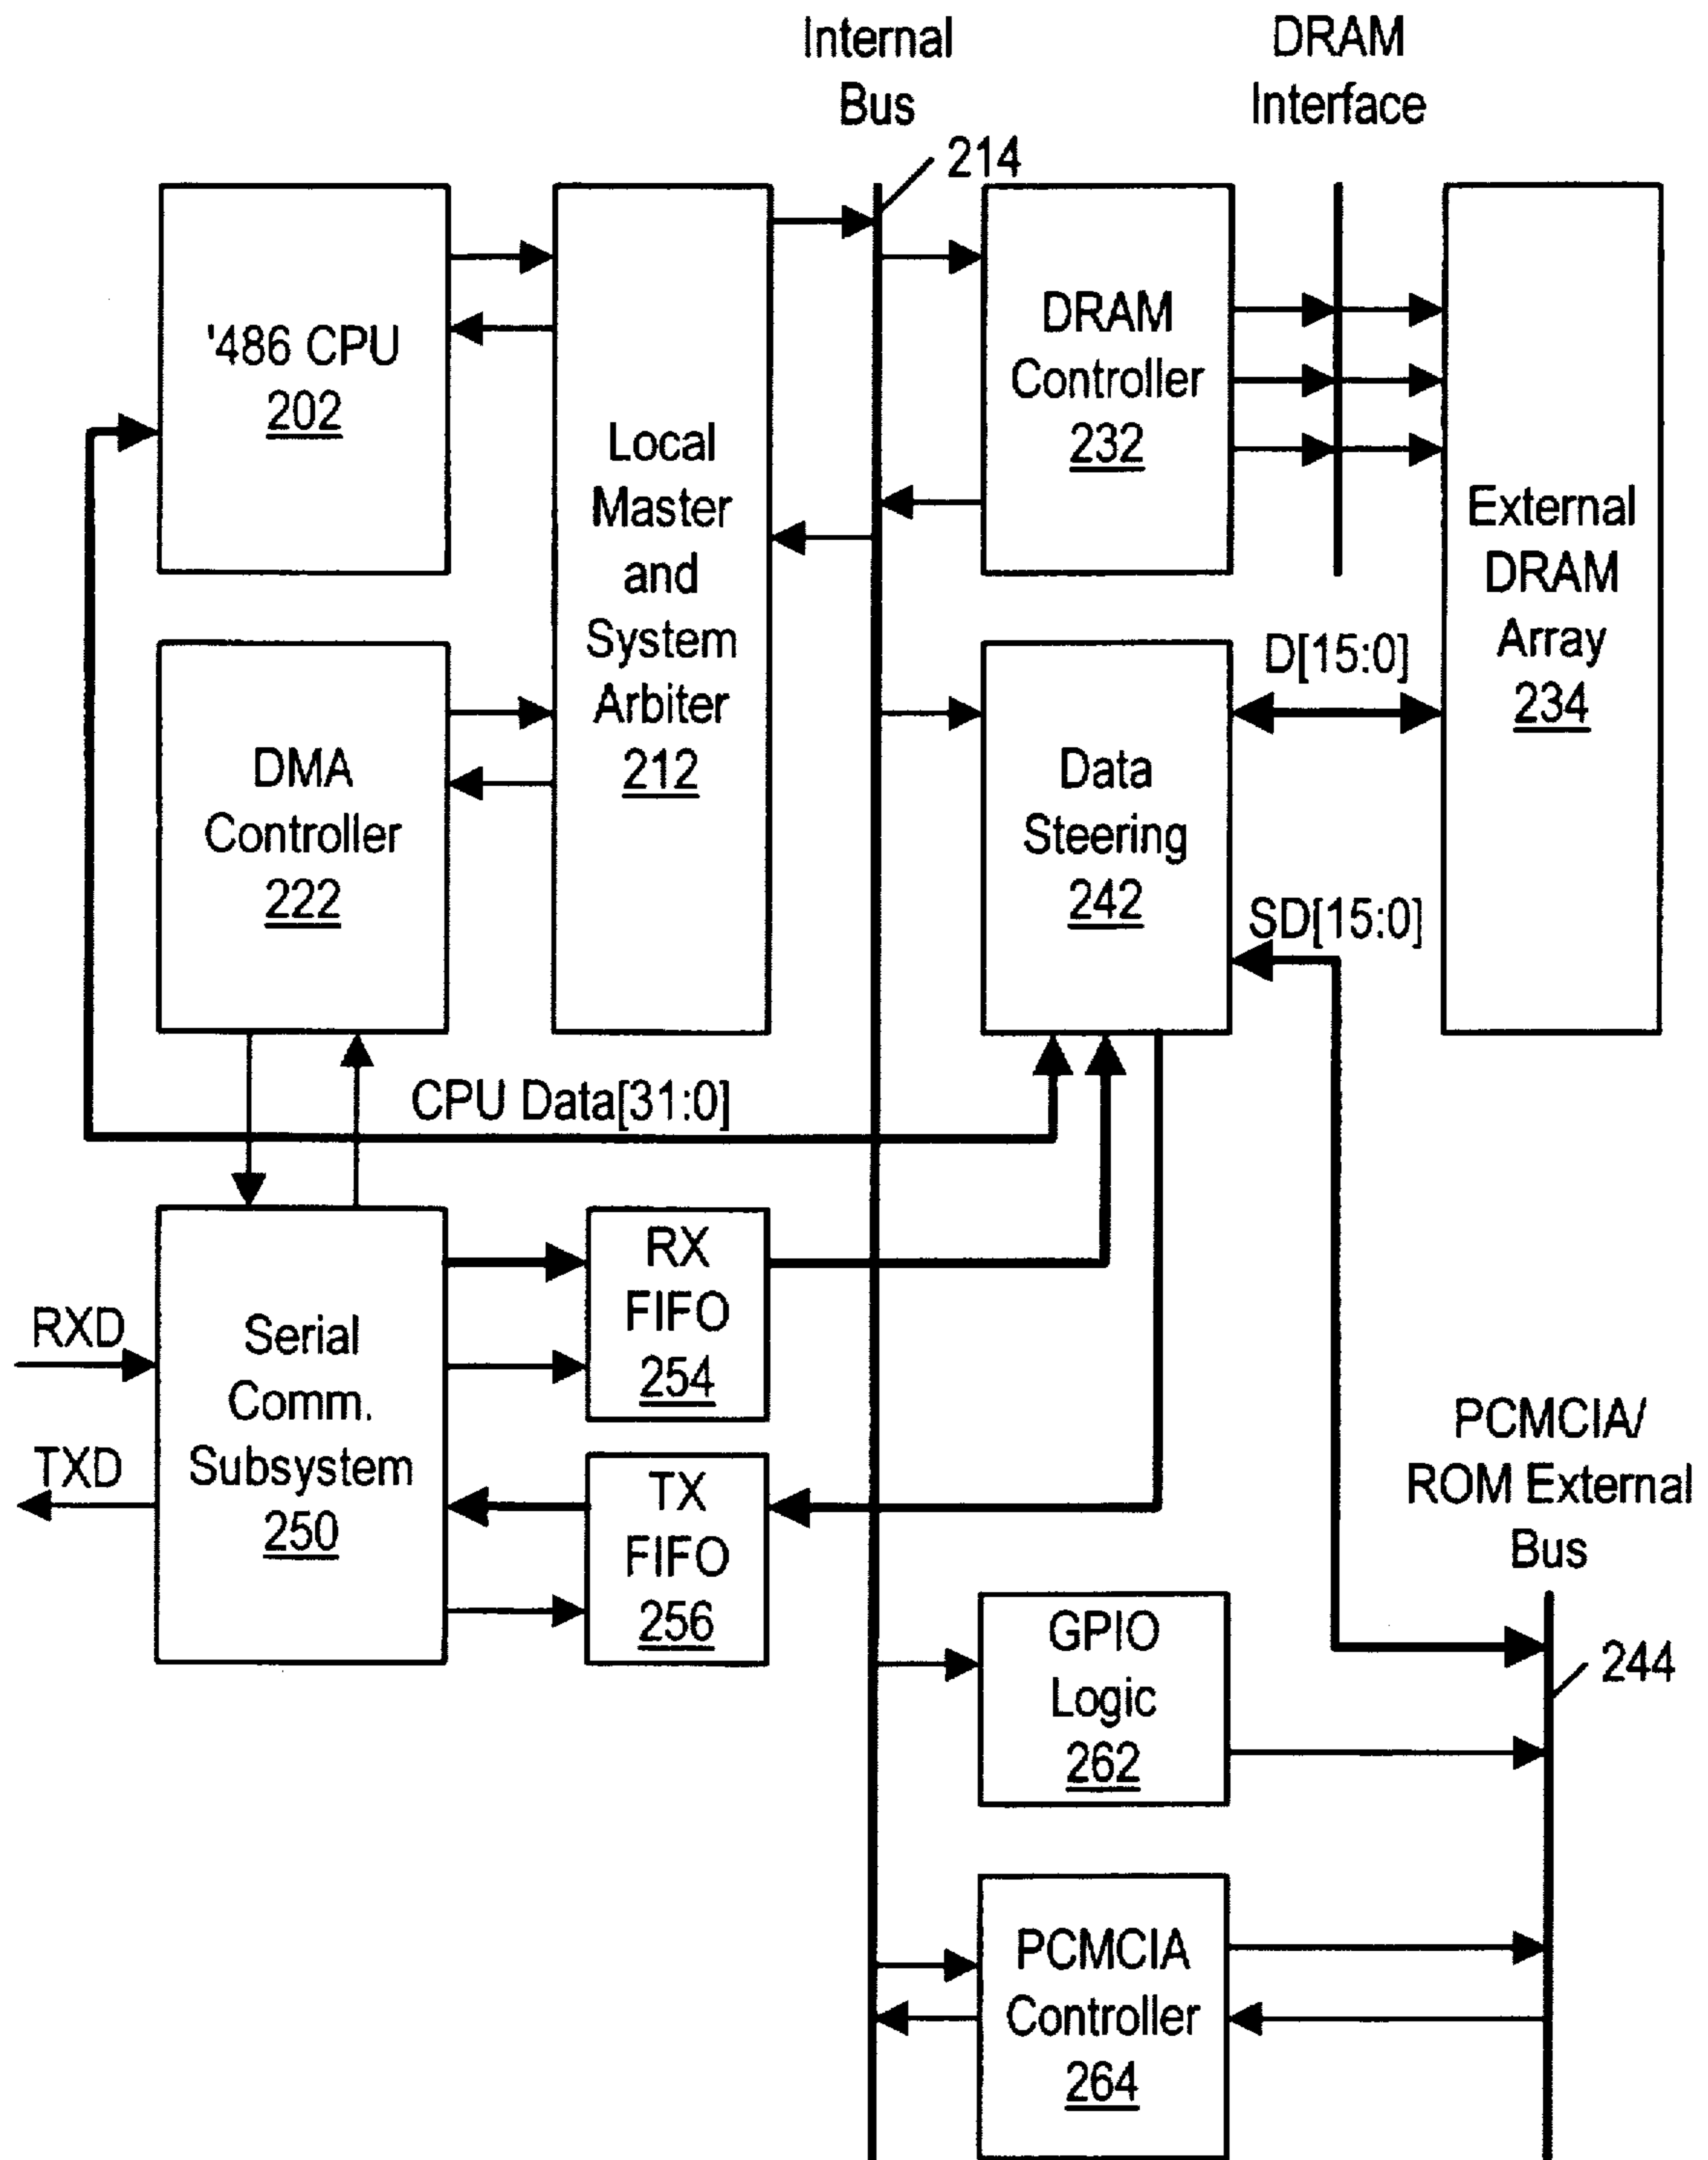 Internal
Bus
DRAM
Interface
214
'486 CPU
202
Local
Master
and
System
Arbiter
212
DRAM
Controller
232
External
DRAM
Array
234
DMA
Controller
222
Data
Steering
242
D[15:0]
SD[15:0]
CPU Data[31:0]
RXD
TXD
Serial
Comm.
Subsystem
250
RX
FIFO
254
TX
FIFO
256
PCMCIA/
ROM External
Bus
244
GPIO
Logic
262
PCMCIA
Controller
264